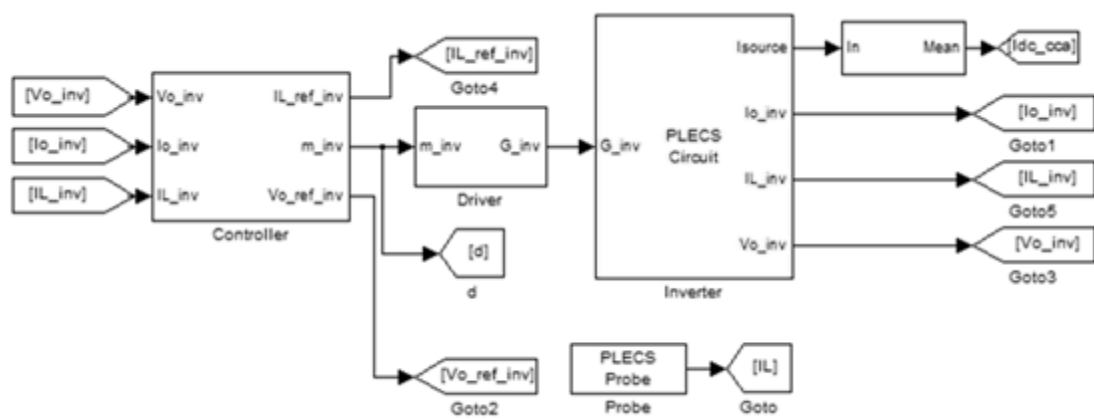 [Vo_inv]
[Io_inv]
[IL_inv]
Vo_inv
Io_inv
IL_inv
IL_ref_inv
m_inv
Vo_ref_inv
Controller
[IL_ref_inv]
Goto4
m_inv
G_inv
Driver
[d]
d
[Vo_ref_inv]
Goto2
G_inv
PLECS
Circuit
Isource
Io_inv
IL_inv
Vo_inv
Inverter
In
Mean
[Idc_cca]
[Io_inv]
Goto1
[IL_inv]
Goto5
[Vo_inv]
Goto3
PLECS
Probe
Probe
[IL]
Goto